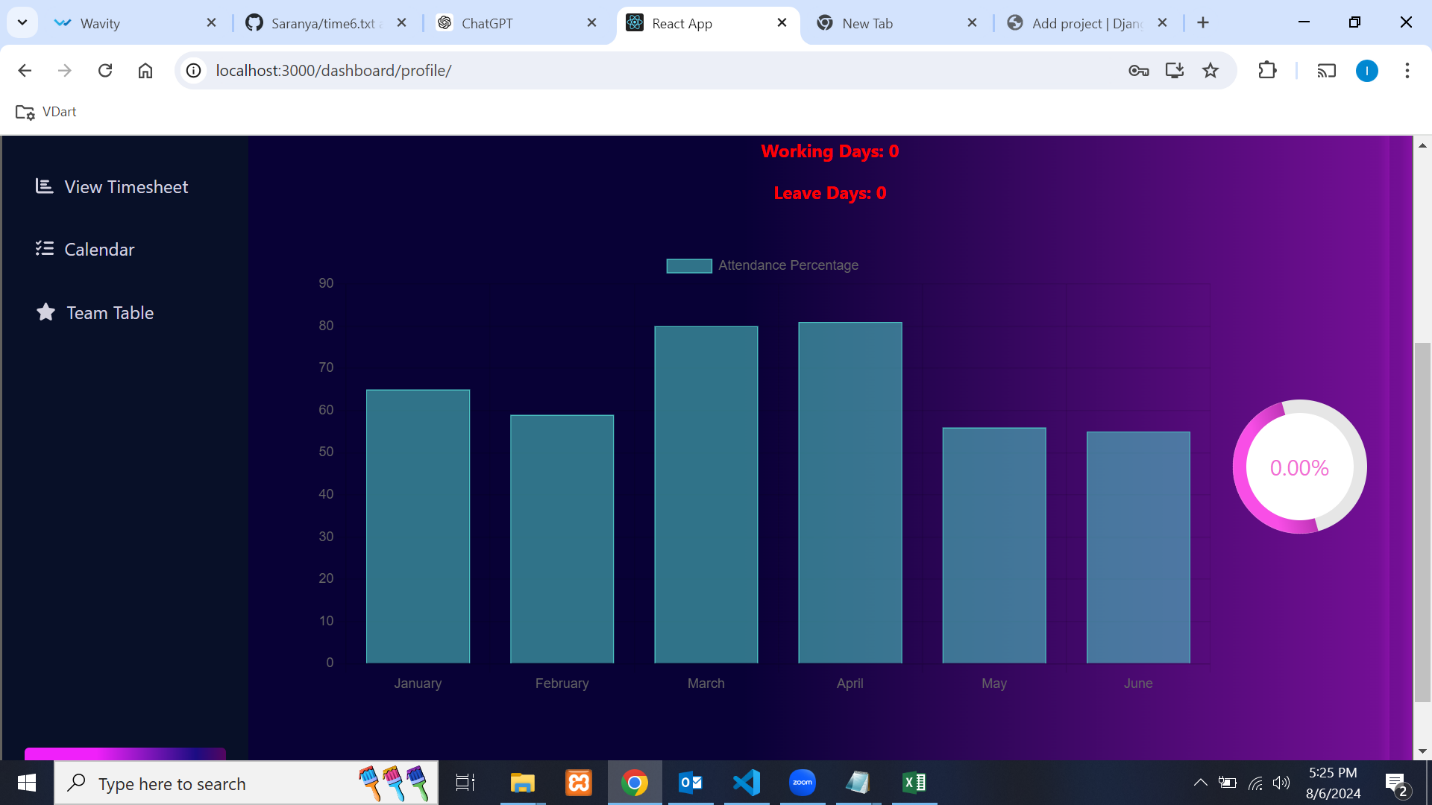 Wavity
Saranya/time6.txt
ChatGPT
React App
New Tab
Add project | Djan
localhost:3000/dashboard/profile/
I
VDart
Working Days: 0
View Timesheet
Leave Days: 0
Calendar
Team Table
Attendance Percentage
90
80
70
60
50
40
30
20
10
0
January
February
March
April
May
June
0.00%
Type here to search
zoom
5:25 PM
8/6/2024
2